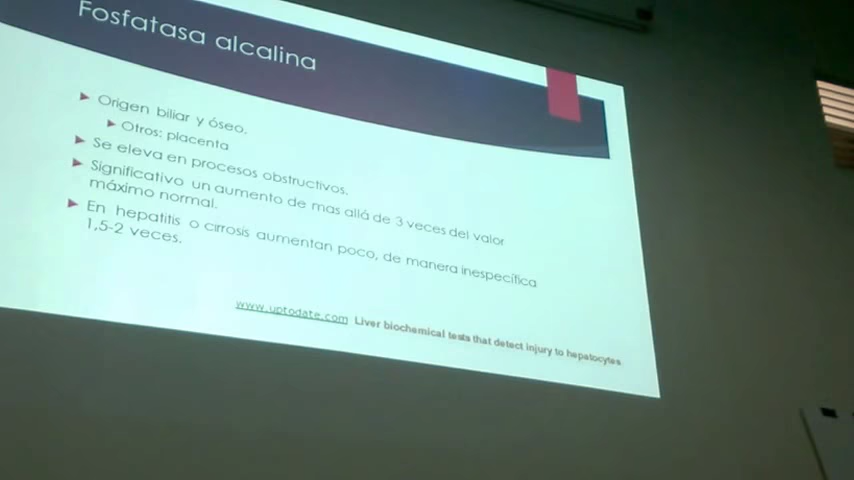 Fosfatasa alcalina
Origen biliar y óseo.
Otros: placenta
Se eleva en procesos obstructivos.
Significativo un aumento de mas allá de 3 veces del valor
máximo normal.
En hepatitis o cirrosis aumentan poco, de manera inespecífica
1,5-2 veces.
www.uptodate.com Liver biochemical tests that detect injury to hepatocytes